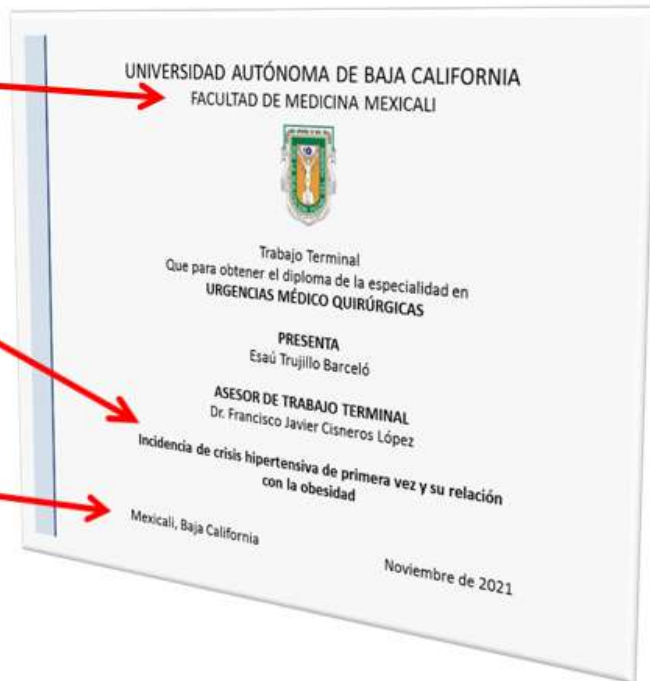 UNIVERSIDAD AUTÓNOMA DE BAJA CALIFORNIA
FACULTAD DE MEDICINA MEXICALI
Trabajo Terminal
Que para obtener el diploma de la especialidad en
URGENCIAS MÉDICO QUIRÚRGICAS
PRESENTA
Esaú Trujillo Barceló
ASESOR DE TRABAJO TERMINAL
Dr. Francisco Javier Cisneros López
Incidencia de crisis hipertensiva de primera vez y su relación
con la obesidad
Mexicali, Baja California
Noviembre de 2021